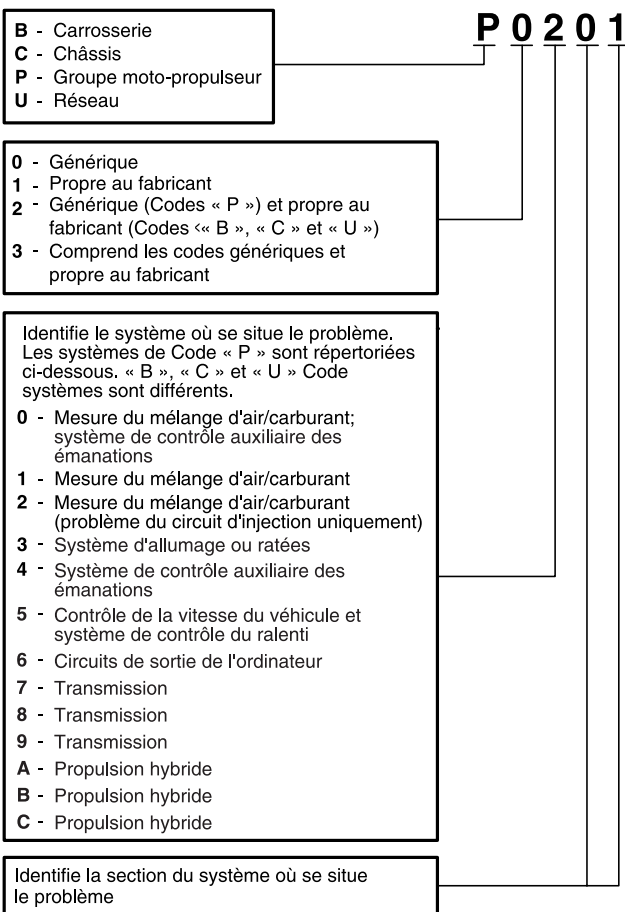 P 0 2 0 1
B - Carrosserie
C - Châssis
P - Groupe moto-propulseur
U - Réseau
0 - Générique
1 - Propre au fabricant
2 - Générique (Codes « P ») et propre au
fabricant (Codes « B », « C » et « U »)
3 - Comprend les codes génériques et
propre au fabricant
Identifie le système où se situe le problème.
Les systèmes de Code « P » sont répertoriées
ci-dessous. « B », « C » et « U » Code
systèmes sont différents.
0 - Mesure du mélange d'air/carburant;
système de contrôle auxiliaire des
émanations
1 - Mesure du mélange d'air/carburant
2 - Mesure du mélange d'air/carburant
(problème du circuit d'injection uniquement)
3 - Système d'allumage ou ratées
4 - Système de contrôle auxiliaire des
émanations
5 - Contrôle de la vitesse du véhicule et
système de contrôle du ralenti
6 - Circuits de sortie de l'ordinateur
7 - Transmission
8 - Transmission
9 - Transmission
A - Propulsion hybride
B - Propulsion hybride
C - Propulsion hybride
Identifie la section du système où se situe
le problème